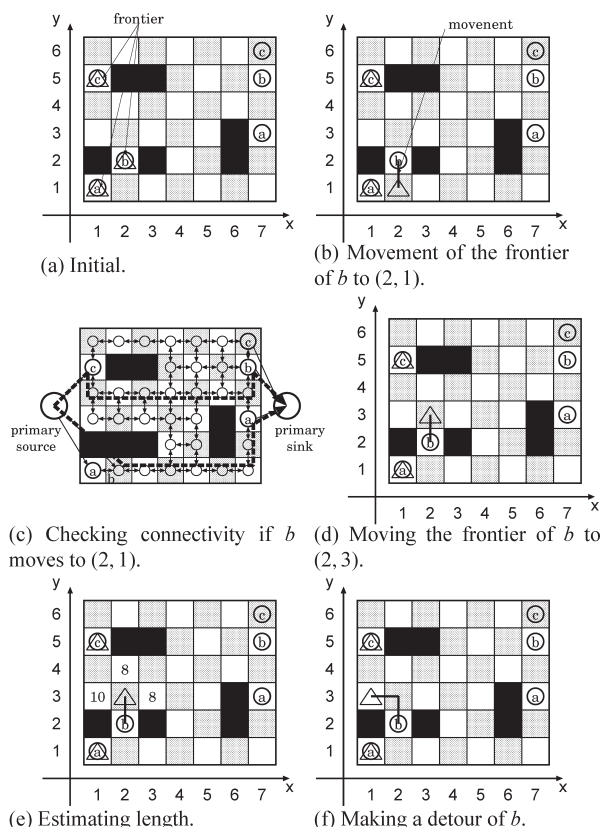 frontier
movement
y
6
5
4
3
2
1
c
c
b
a
b
a
1 2 3 4 5 6 7
x
(a) Initial.
y
6
5
4
3
2
1
c
c
b
a
b
a
1 2 3 4 5 6 7
x
(b) Movement of the frontier
of b to (2, 1).
c
c
b
a
a
b
primary
source
primary
sink
(c) Checking connectivity if b
moves to (2, 1).
y
6
5
4
3
2
1
c
c
b
a
b
a
1 2 3 4 5 6 7
x
(d) Moving the frontier of b to
(2, 3).
y
6
5
4
3
2
1
c
c
b
8
10
8
a
b
a
1 2 3 4 5 6 7
x
(e) Estimating length.
y
6
5
4
3
2
1
c
c
b
a
b
a
1 2 3 4 5 6 7
x
(f) Making a detour of b.